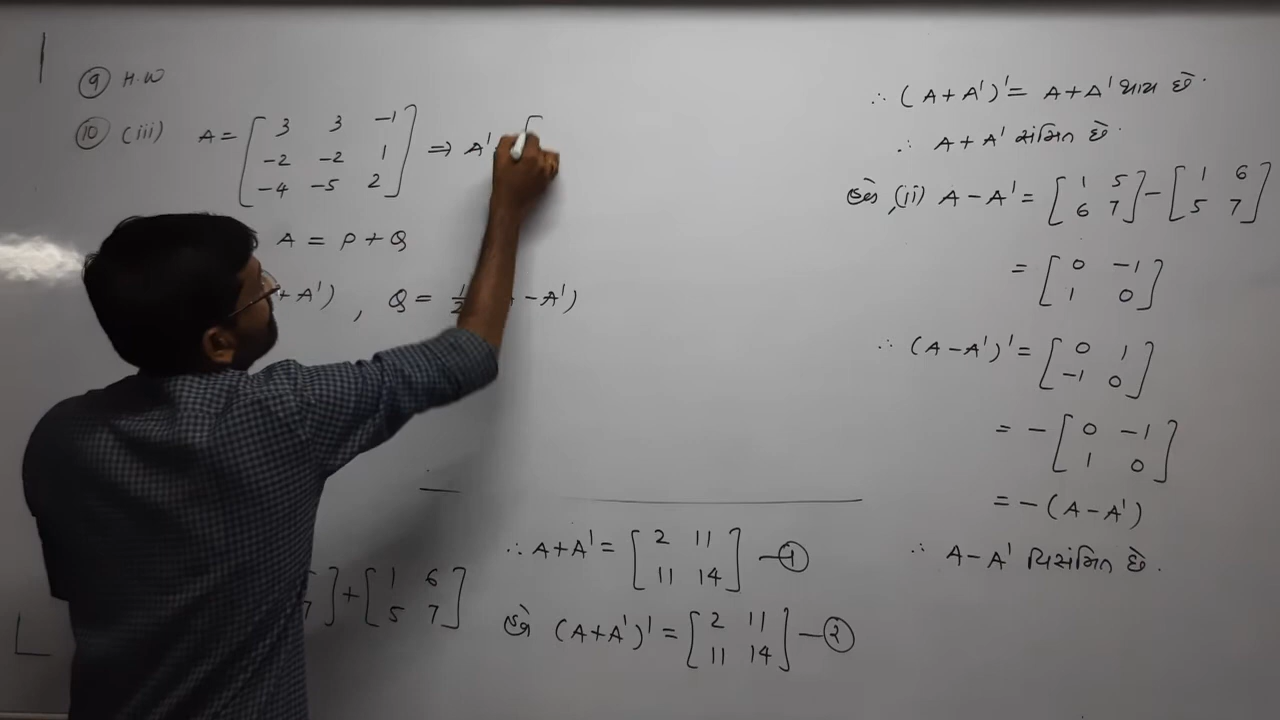 ⑨ H.W
⑩ (iii) A = [ 3 3 -1
-2 -2 1
-4 -5 2 ] ⇒ A' = [
A = P + Q
+ A') , Q = 1/2 - A')
7 ] + [ 1 6
5 7 ]
∴ A + A' = [ 2 11
11 14 ] — ①
હવે (A + A')' = [ 2 11
11 14 ] — ②
∴ (A + A')' = A + A' થાય છે.
∴ A + A' સંમિત છે.
હવે, (ii) A - A' = [ 1 5
6 7 ] - [ 1 6
5 7 ]
= [ 0 -1
1 0 ]
∴ (A - A')' = [ 0 1
-1 0 ]
= - [ 0 -1
1 0 ]
= - (A - A')
∴ A - A' વિસંમિત છે.